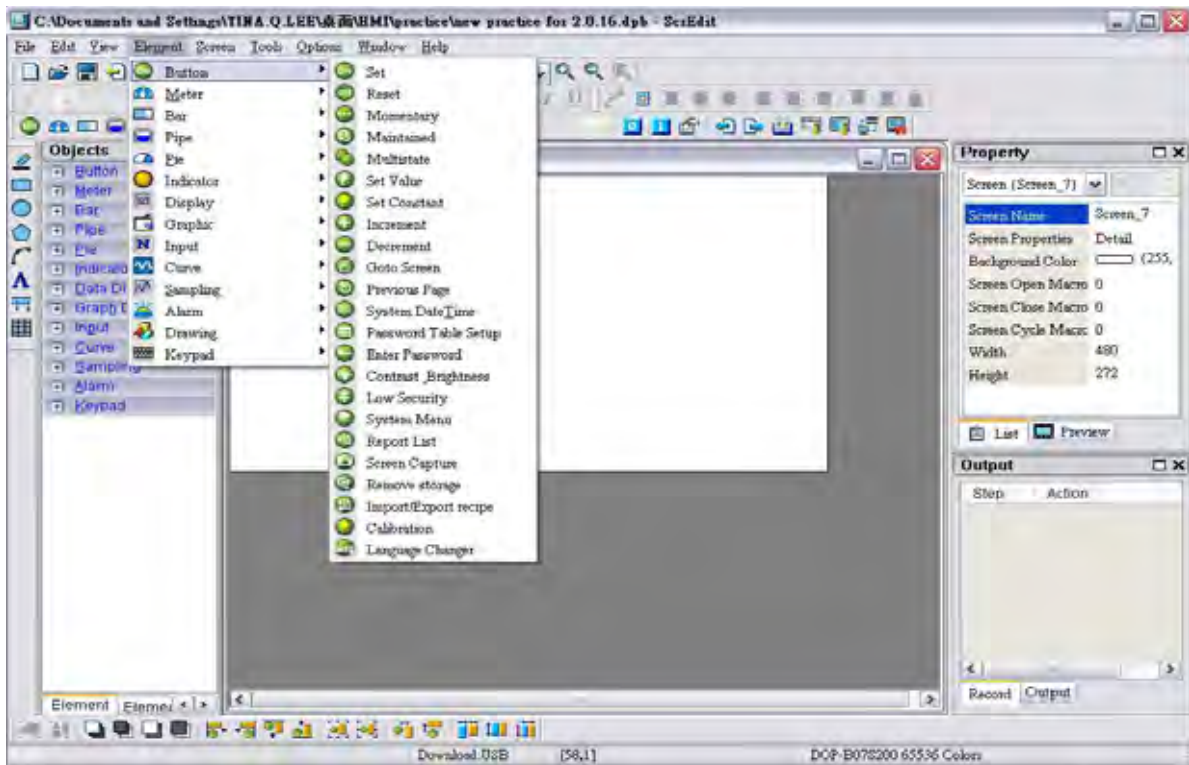 C:\Documents and Settings\TINA.Q.LEE\桌面\HMI\practice\new practice for 2.0.16.dpb - ScrEdit
File Edit View Element Screen Tools Options Window Help
Button
Meter
Bar
Pipe
Pie
Indicator
Display
Graphic
Input
Curve
Sampling
Alarm
Drawing
Keypad
Set
Reset
Momentary
Maintained
Multistate
Set Value
Set Constant
Increment
Decrement
Goto Screen
Previous Page
System DateTime
Password Table Setup
Enter Password
Contrast_Brightness
Low Security
System Menu
Report List
Screen Capture
Remove storage
Import/Export recipe
Calibration
Language Changer
Objects
Button
Meter
Bar
Pipe
Pie
Indicato
Data Di
Graph D
Input
Curve
Sampling
Alarm
Keypad
Element Elemen
Property
Screen (Screen_7)
Screen Name Screen_7
Screen Properties Detail
Background Color (255,
Screen Open Macro 0
Screen Close Macro 0
Screen Cycle Macro 0
Width 480
Height 272
List Preview
Output
Step Action
Record Output
Download:USB [58,1] DOP-B07S200 65536 Colors